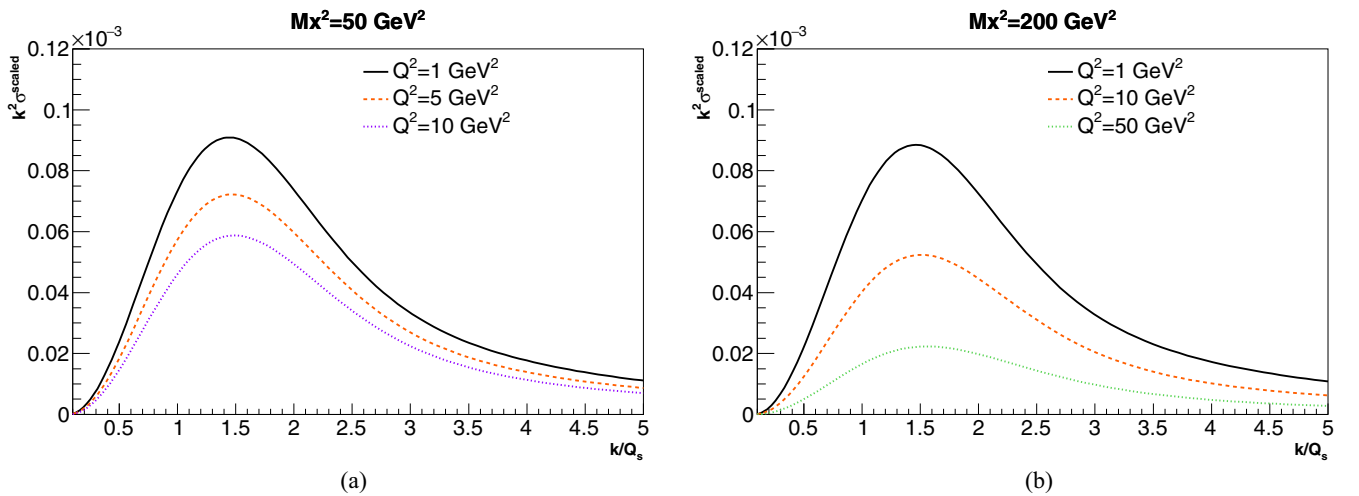 Mx²=50 GeV²
×10⁻³
k²σˢᶜᵃˡᵉᵈ
0.12
0.1
0.08
0.06
0.04
0.02
0
Q²=1 GeV²
Q²=5 GeV²
Q²=10 GeV²
0.5 1 1.5 2 2.5 3 3.5 4 4.5 5
k/Qₛ
(a)
Mx²=200 GeV²
×10⁻³
k²σˢᶜᵃˡᵉᵈ
0.12
0.1
0.08
0.06
0.04
0.02
0
Q²=1 GeV²
Q²=10 GeV²
Q²=50 GeV²
0.5 1 1.5 2 2.5 3 3.5 4 4.5 5
k/Qₛ
(b)